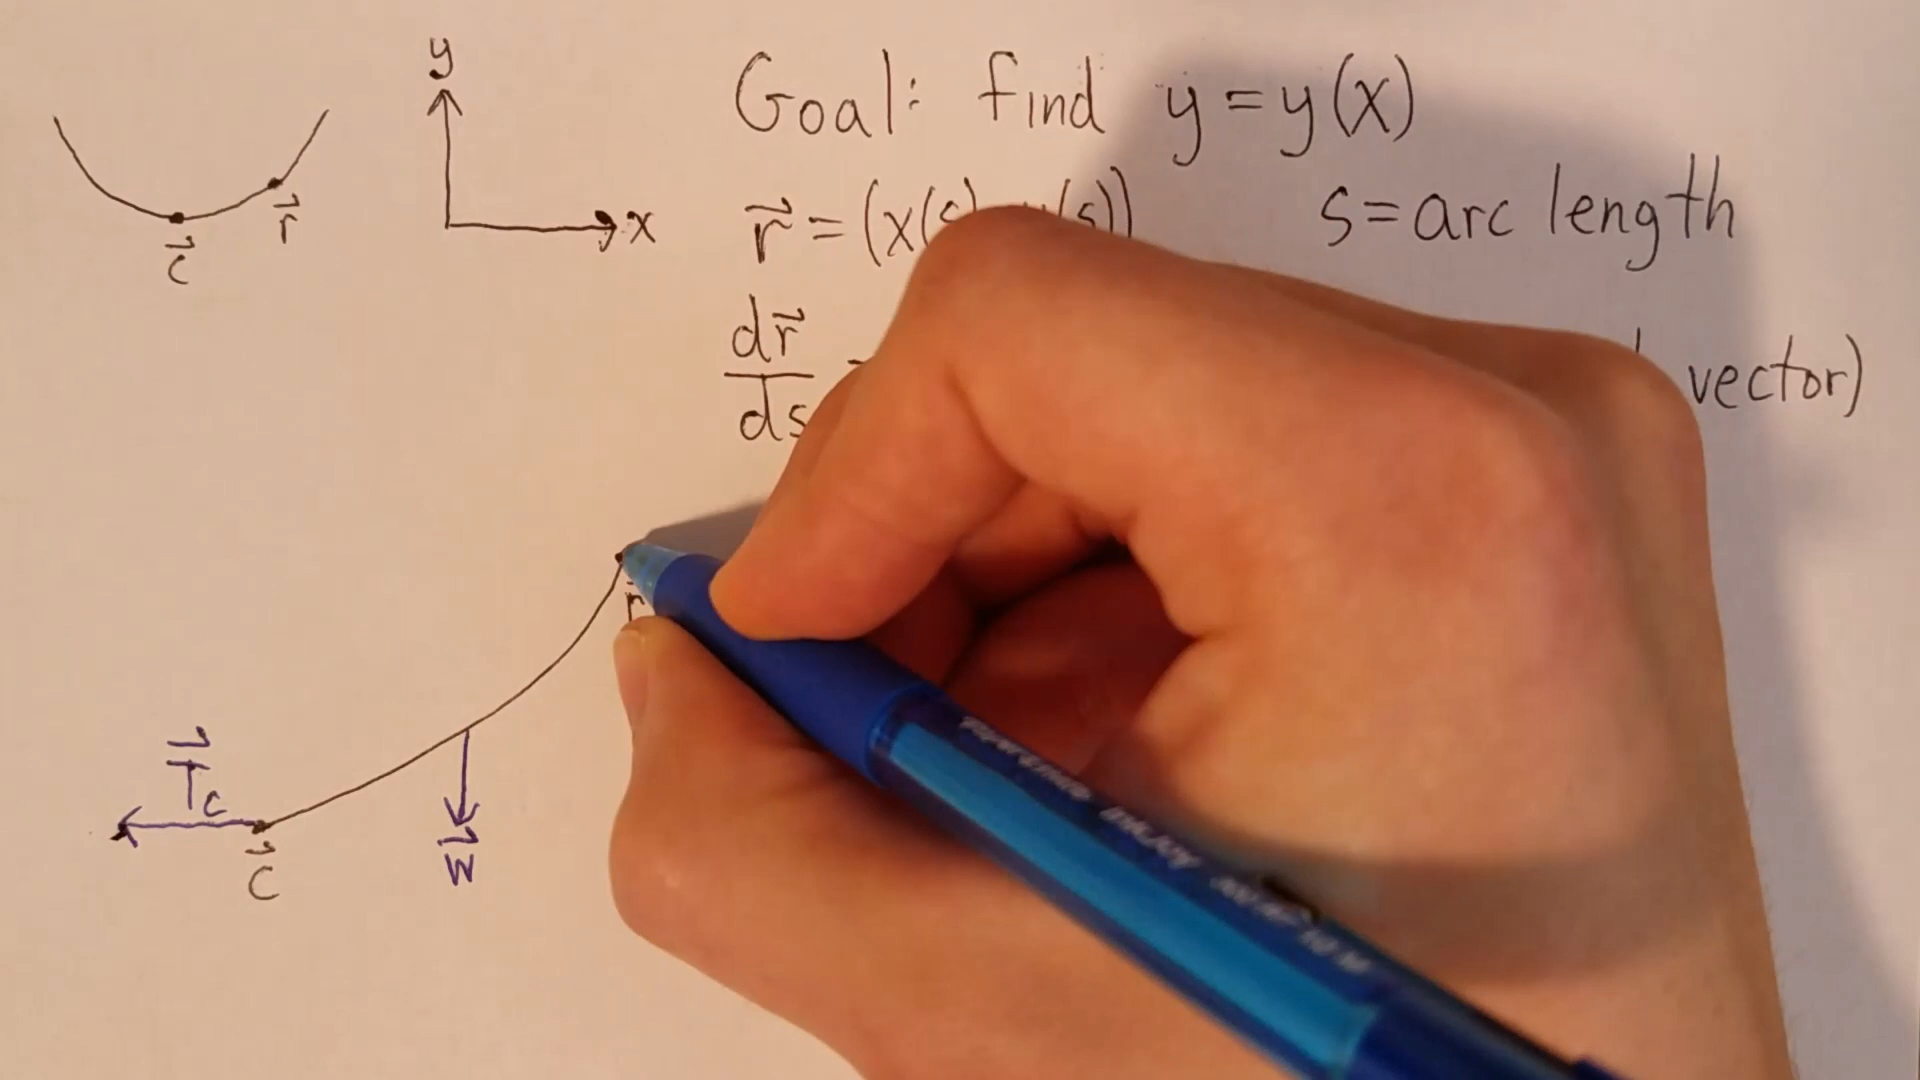 y
Goal: find y = y(x)
x
r⃗ = (x(s), y(s))
s = arc length
c⃗
r⃗
dr⃗
ds
vector)
r
T⃗c
c⃗
W⃗